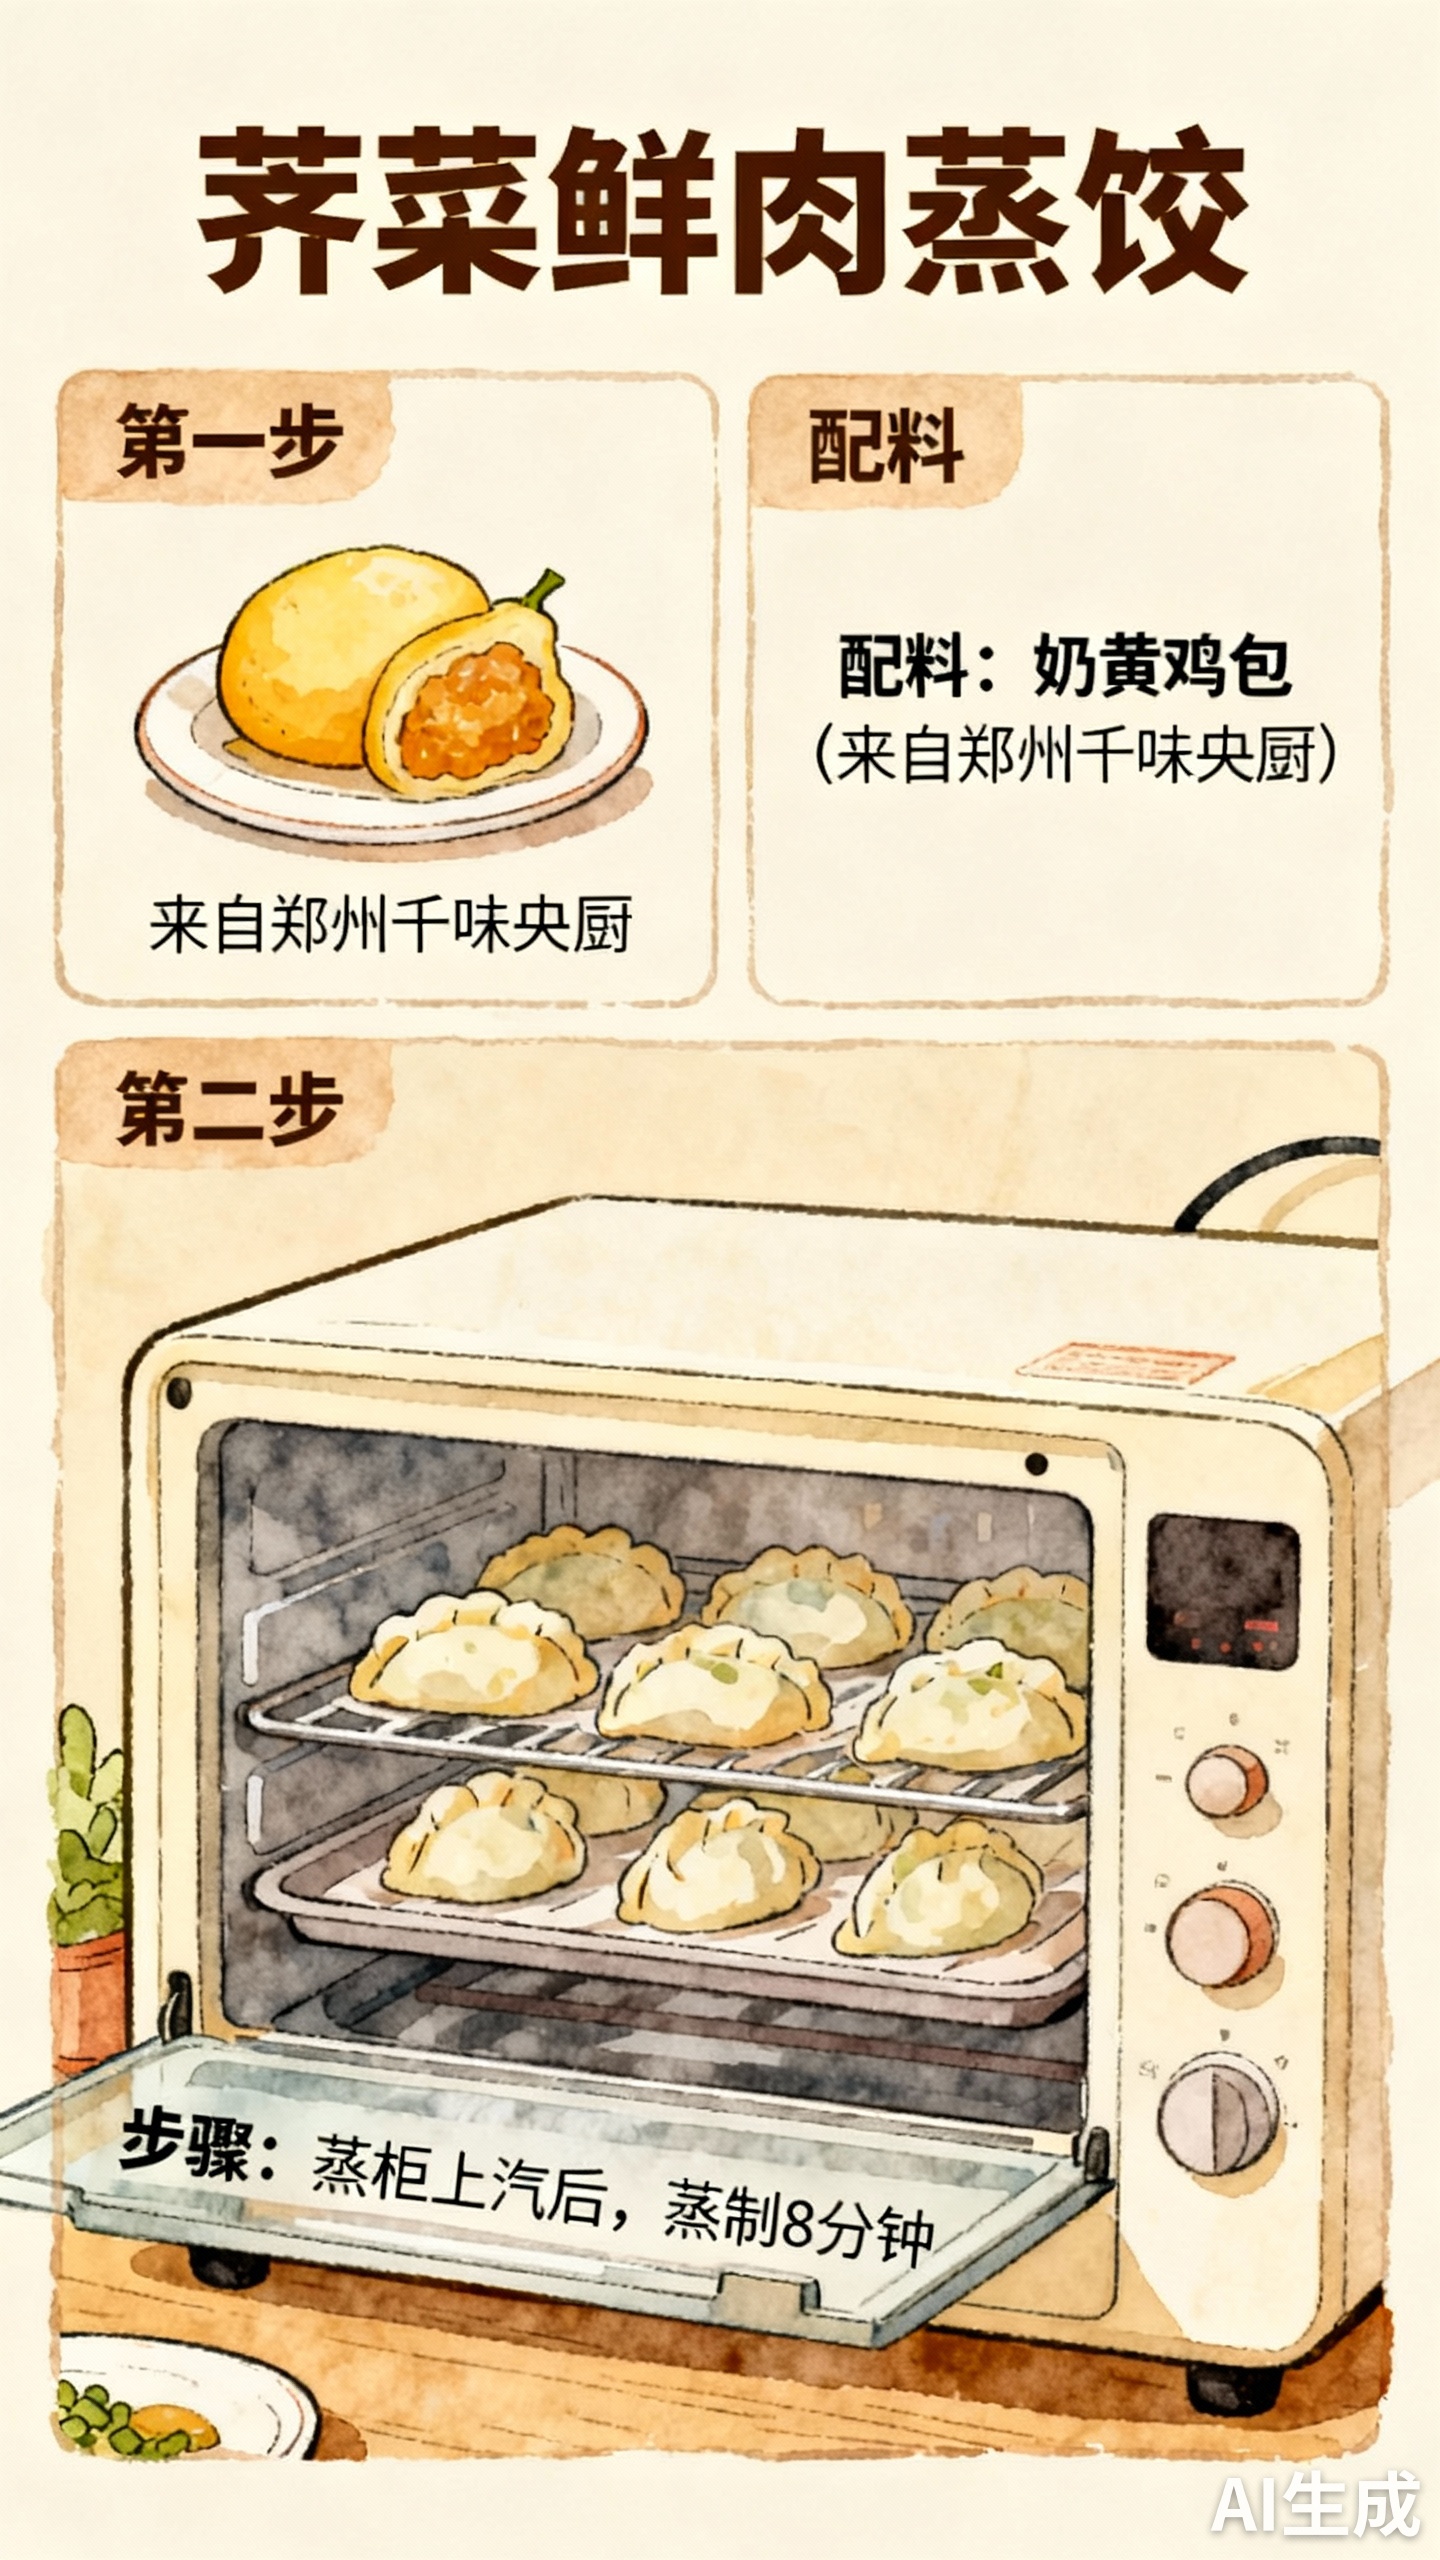 荠菜鲜肉蒸饺
第一步
来自郑州千味央厨
配料
配料：奶黄鸡包
（来自郑州千味央厨）
第二步
步骤：蒸柜上汽后，蒸制8分钟
AI生成